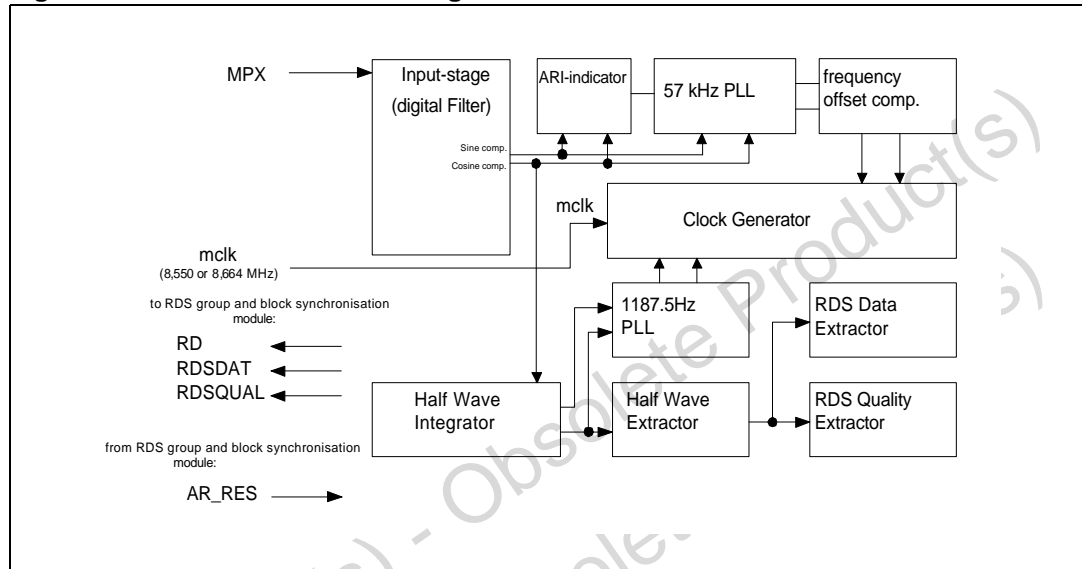 MPX
Input-stage
(digital Filter)
Sine comp.
Cosine comp.
ARI-indicator
57 kHz PLL
frequency
offset comp.
mclk
Clock Generator
mclk
(8,550 or 8,664 MHz)
to RDS group and block synchronisation
module:
RD
RDSDAT
RDSQUAL
1187.5Hz
PLL
RDS Data
Extractor
Half Wave
Integrator
Half Wave
Extractor
RDS Quality
Extractor
from RDS group and block synchronisation
module:
AR_RES
(s) - Obsolete Product(s)